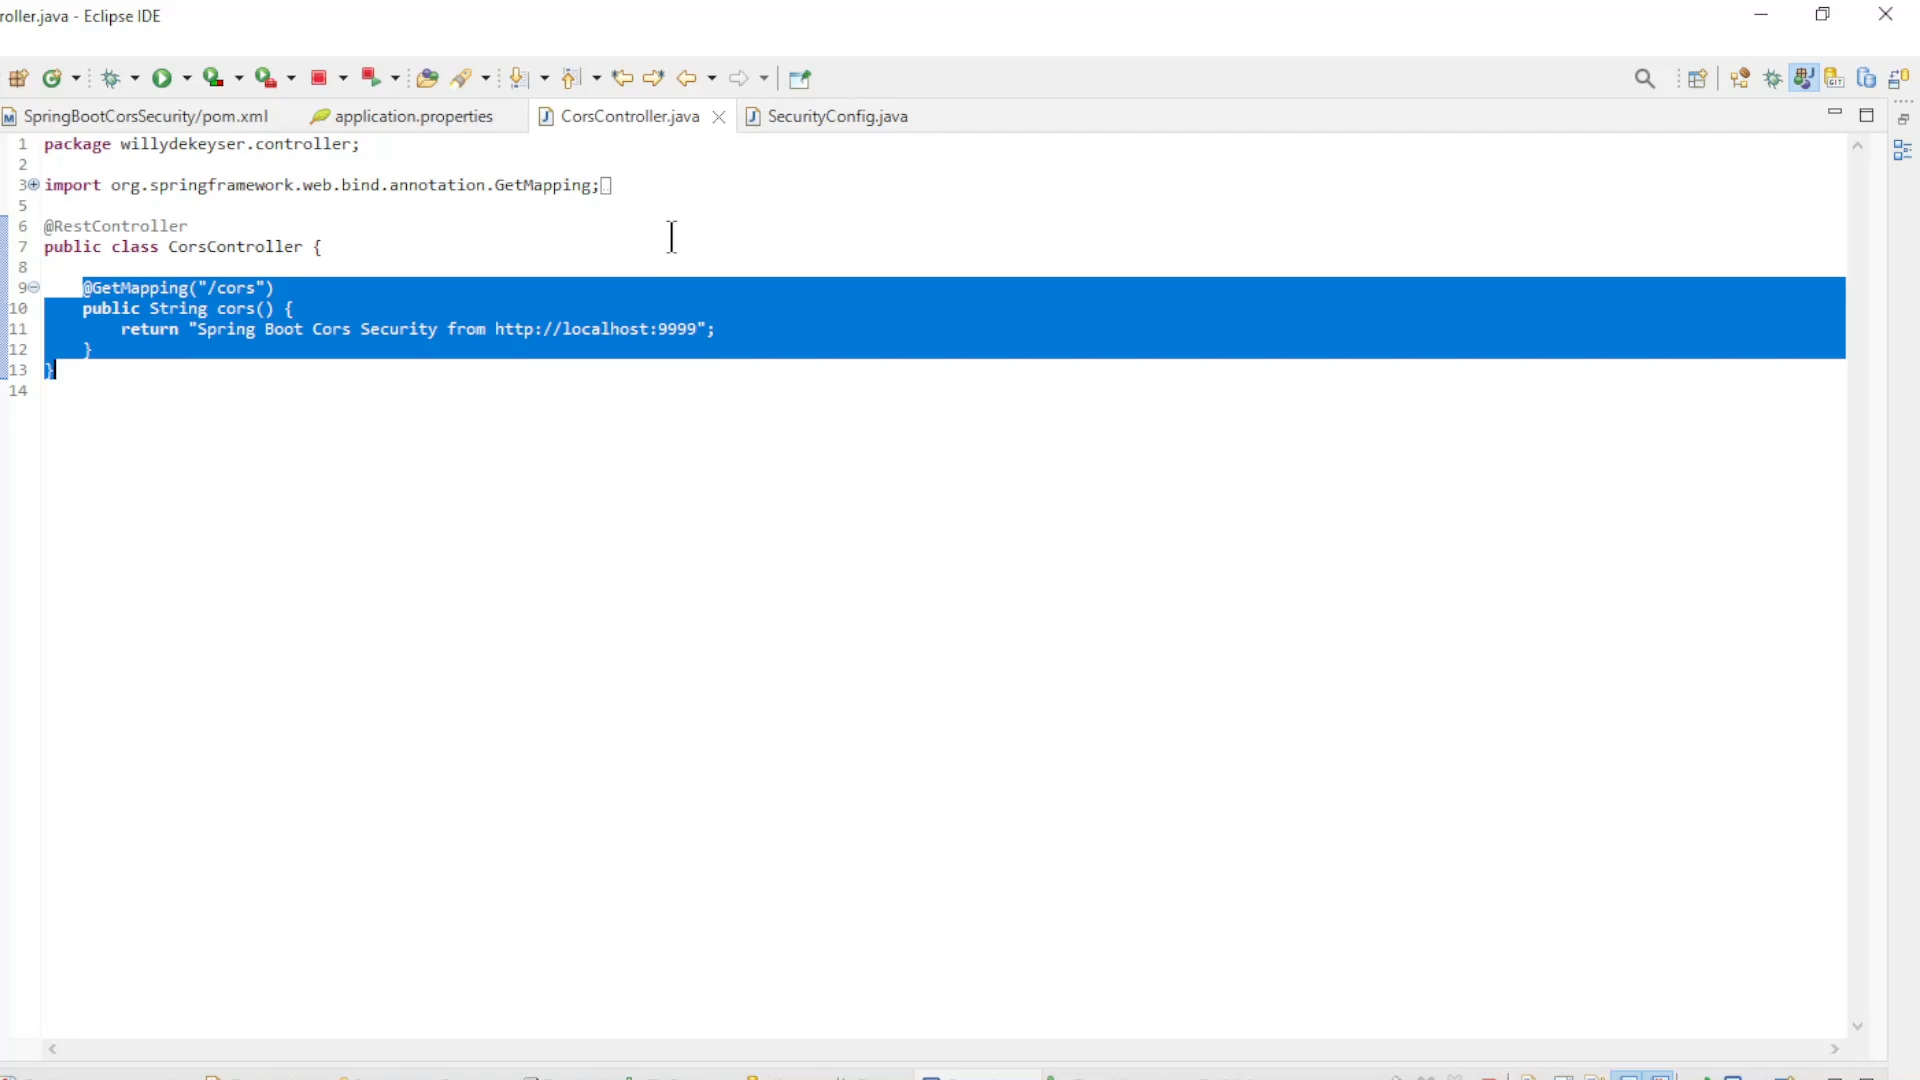 roller.java - Eclipse IDE
SpringBootCorsSecurity/pom.xml application.properties CorsController.java SecurityConfig.java
1 package willydekeyser.controller;
2
3 import org.springframework.web.bind.annotation.GetMapping;
5
6 @RestController
7 public class CorsController {
8
9 @GetMapping("/cors")
10 public String cors() {
11 return "Spring Boot Cors Security from http://localhost:9999";
12 }
13 }
14